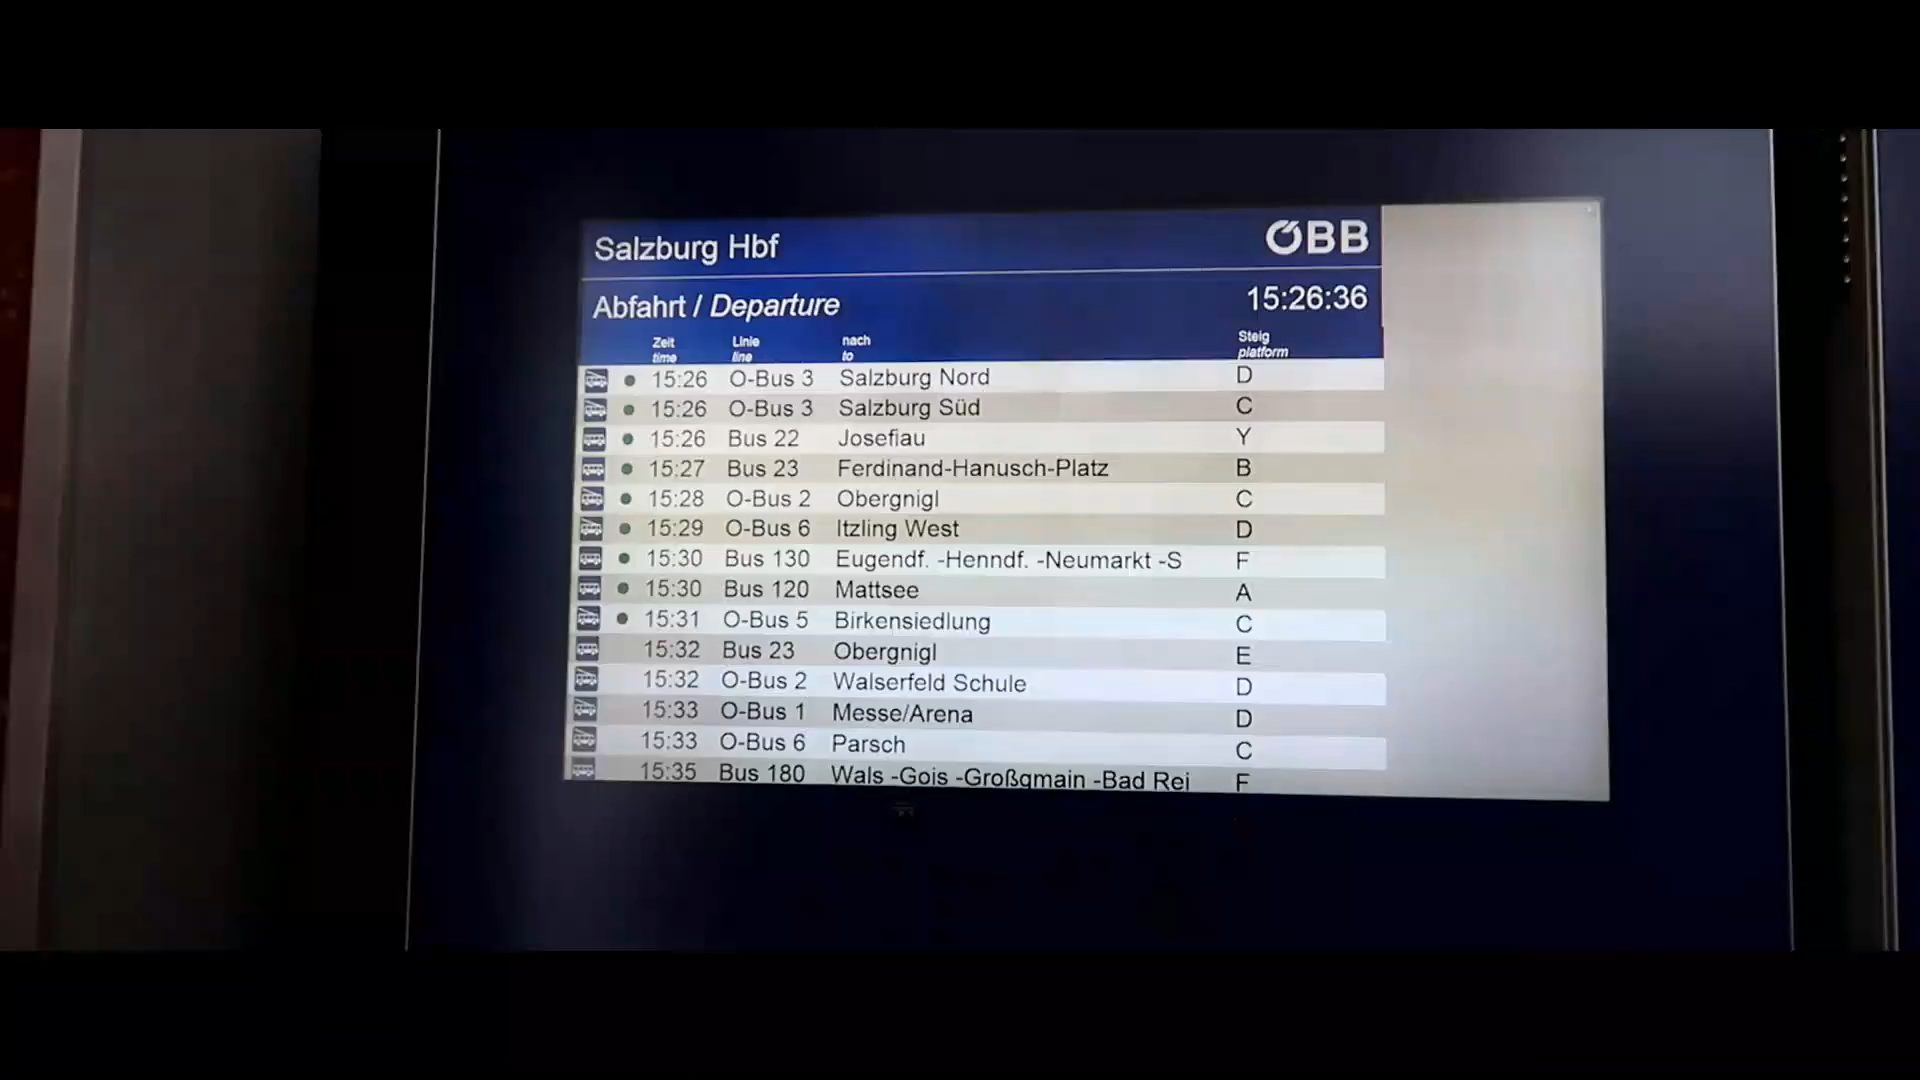 Salzburg Hbf ÖBB
Abfahrt / Departure 15:26:36
Zeit Linie nach Steig
time line to platform
15:26 O-Bus 3 Salzburg Nord D
15:26 O-Bus 3 Salzburg Süd C
15:26 Bus 22 Josefiau Y
15:27 Bus 23 Ferdinand-Hanusch-Platz B
15:28 O-Bus 2 Obergnigl C
15:29 O-Bus 6 Itzling West D
15:30 Bus 130 Eugendf. -Henndf. -Neumarkt -S F
15:30 Bus 120 Mattsee A
15:31 O-Bus 5 Birkensiedlung C
15:32 Bus 23 Obergnigl E
15:32 O-Bus 2 Walserfeld Schule D
15:33 O-Bus 1 Messe/Arena D
15:33 O-Bus 6 Parsch C
15:35 Bus 180 Wals -Gois -Großgmain -Bad Rei F